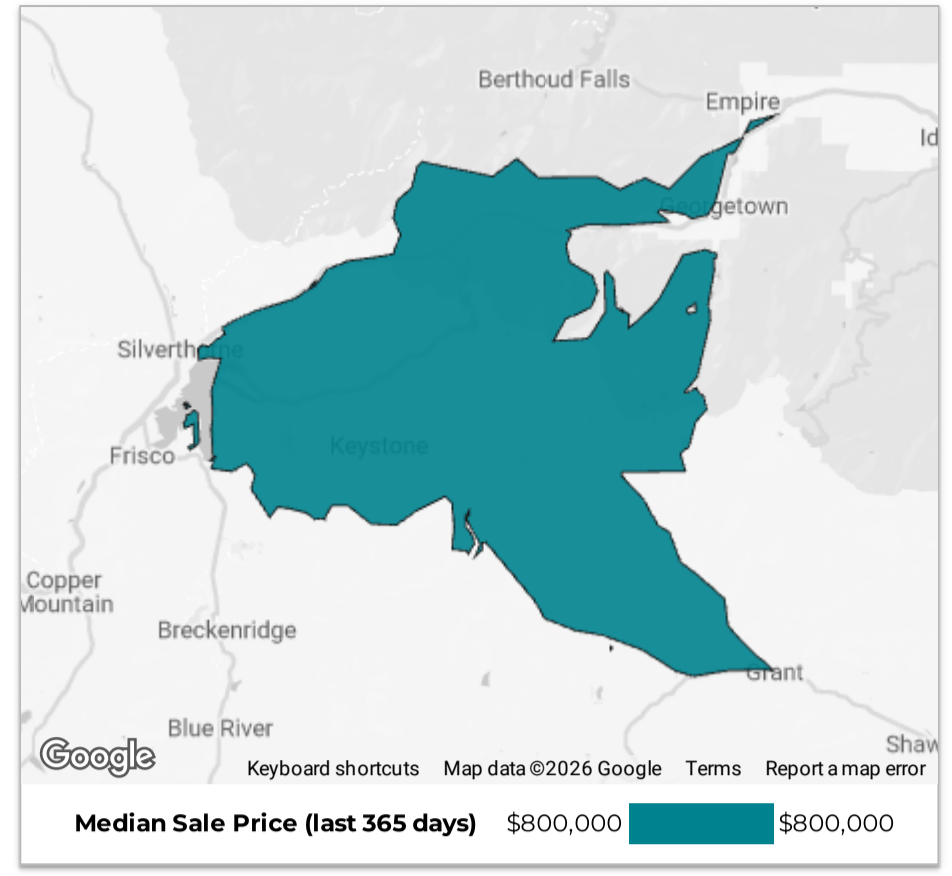 Berthoud Falls
Empire
Id
Georgetown
Silverthorne
Keystone
Frisco
Copper
Mountain
Breckenridge
Grant
Blue River
Shaw
Google
Keyboard shortcuts Map data ©2026 Google Terms Report a map error
Median Sale Price (last 365 days) $800,000 $800,000